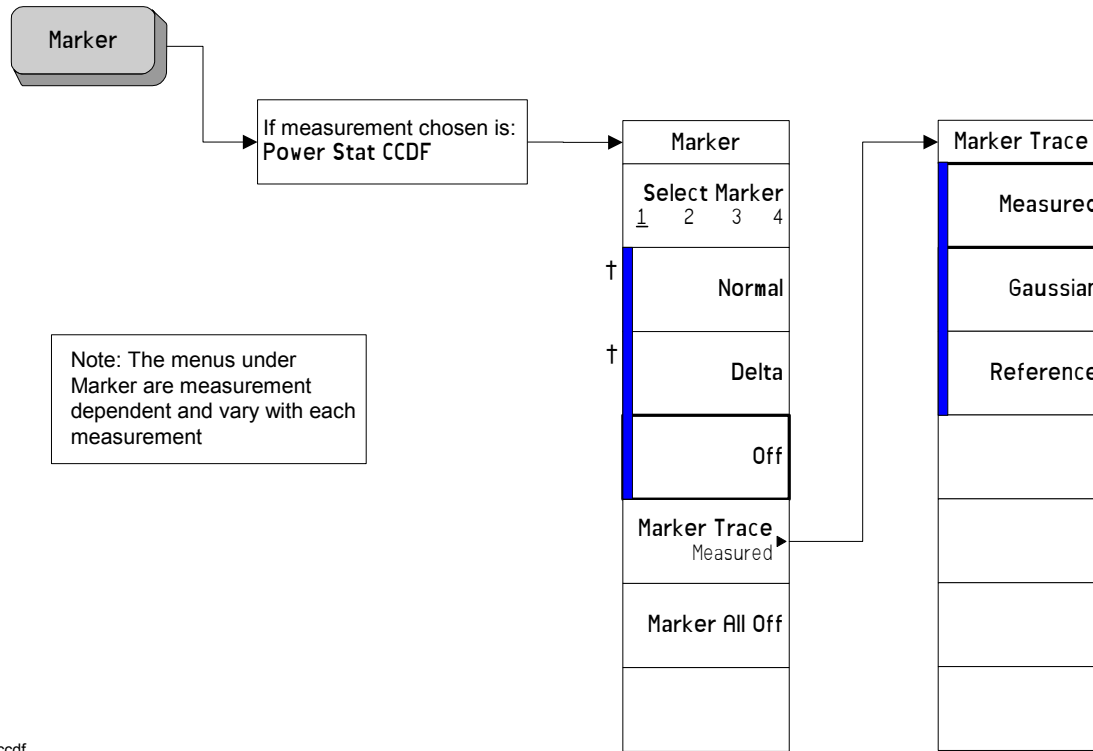 Marker
If measurement chosen is:
Power Stat CCDF
Marker
Select Marker
1 2 3 4
†
Normal
†
Delta
Off
Marker Trace
Measured
Marker All Off
Marker Trace
Measured
Gaussian
Reference
Note: The menus under
Marker are measurement
dependent and vary with each
measurement
ccdf